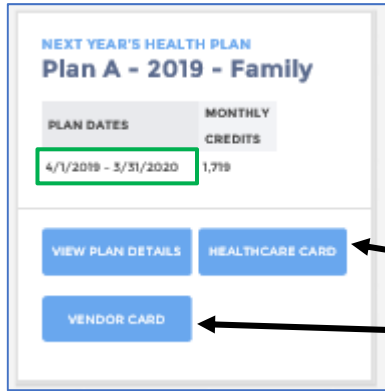 NEXT YEAR'S HEALTH PLAN
Plan A - 2019 - Family
PLAN DATES
MONTHLY
CREDITS
4/1/2019 - 3/31/2020 1,719
VIEW PLAN DETAILS HEALTHCARE CARD
VENDOR CARD